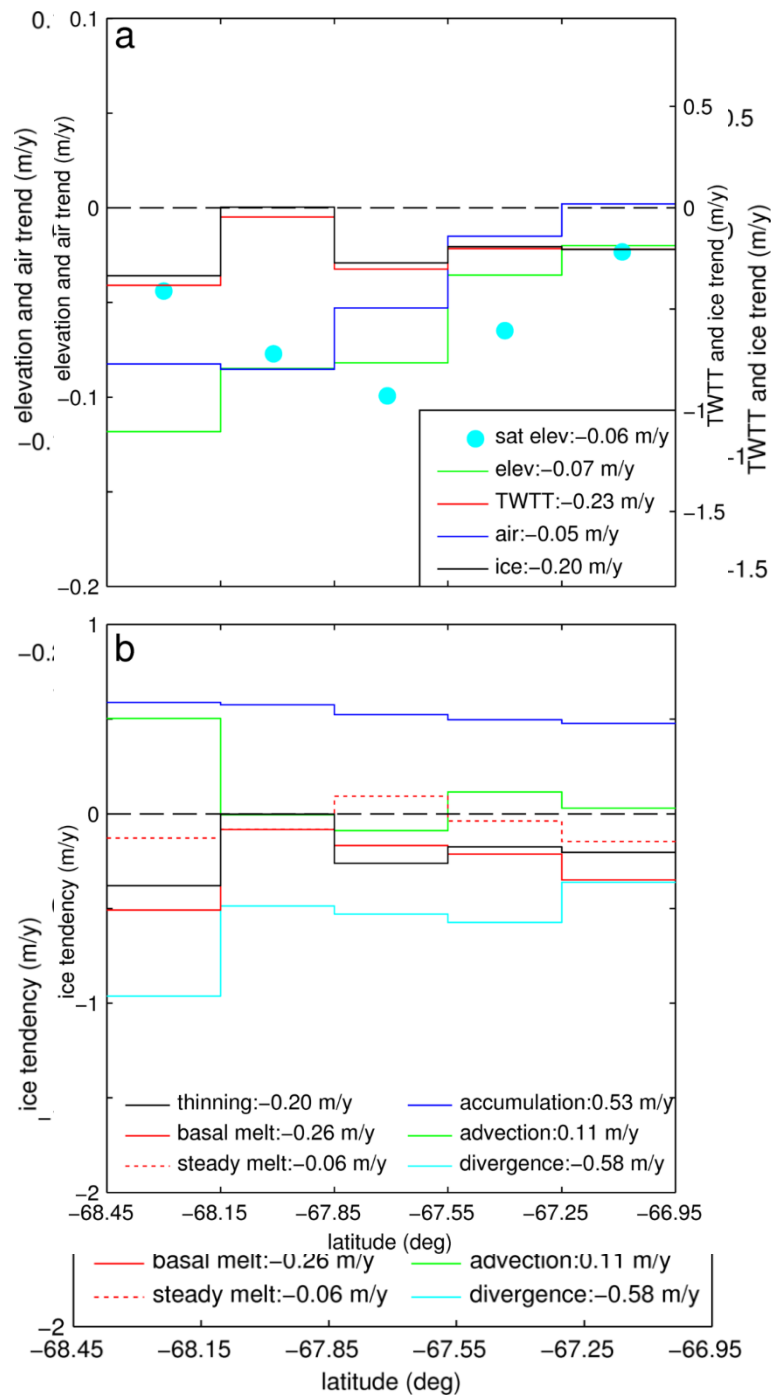 a
0.1
0
−0.1
−0.2
elevation and air trend (m/y)
elevation and air trend (m/y)
0.5
0
−1.5
TWTT and ice trend (m/y)
0.5
-1
-1.5
TWTT and ice trend (m/y)
sat elev:−0.06 m/y
elev:−0.07 m/y
TWTT:−0.23 m/y
air:−0.05 m/y
ice:−0.20 m/y
b
1
0
−1
−2
ice tendency (m/y)
ice tendency (m/y)
thinning:−0.20 m/y
basal melt:−0.26 m/y
steady melt:−0.06 m/y
accumulation:0.53 m/y
advection:0.11 m/y
divergence:−0.58 m/y
−68.45 −68.15 −67.85 −67.55 −67.25 −66.95
latitude (deg)
basal melt:−0.26 m/y advection:0.11 m/y
steady melt:−0.06 m/y divergence:−0.58 m/y
−2
−68.45 −68.15 −67.85 −67.55 −67.25 −66.95
latitude (deg)